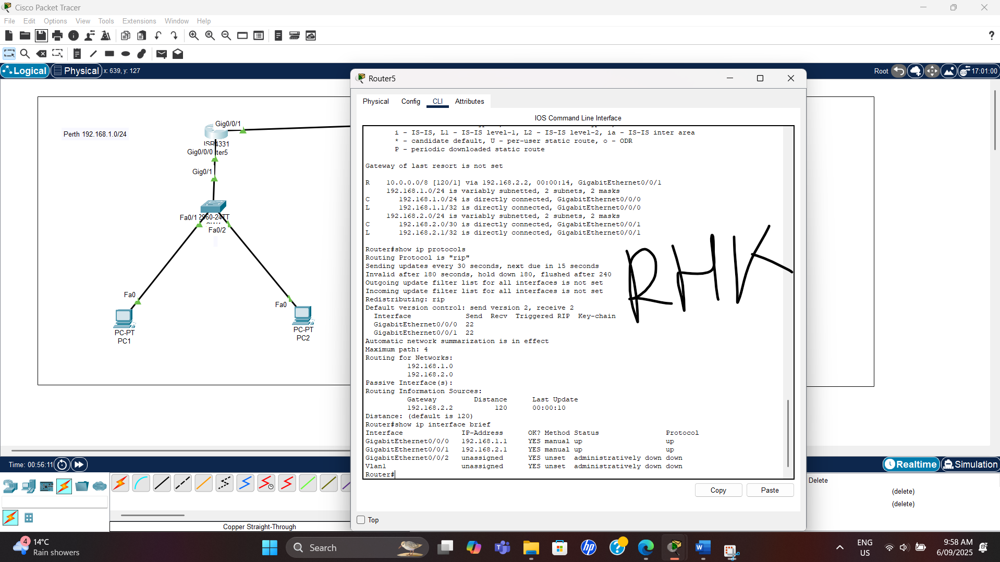 Cisco Packet Tracer
File Edit Options View Tools Extensions Window Help
?
Logical Physical x: 639, y: 127
Root 17:01:00
Perth 192.168.1.0/24
Gig0/0/1
ISR4331
Gig0/0/0 ter5
Gig0/1
Fa0/1 2960-24TT
Fa0/2
Fa0
Fa0
PC-PT
PC1
PC-PT
PC2
Router5
Physical Config CLI Attributes
IOS Command Line Interface
i - IS-IS, L1 - IS-IS level-1, L2 - IS-IS level-2, ia - IS-IS inter area
* - candidate default, U - per-user static route, o - ODR
P - periodic downloaded static route
Gateway of last resort is not set
R 10.0.0.0/8 [120/1] via 192.168.2.2, 00:00:14, GigabitEthernet0/0/1
192.168.1.0/24 is variably subnetted, 2 subnets, 2 masks
C 192.168.1.0/24 is directly connected, GigabitEthernet0/0/0
L 192.168.1.1/32 is directly connected, GigabitEthernet0/0/0
192.168.2.0/24 is variably subnetted, 2 subnets, 2 masks
C 192.168.2.0/30 is directly connected, GigabitEthernet0/0/1
L 192.168.2.1/32 is directly connected, GigabitEthernet0/0/1
Router#show ip protocols
Routing Protocol is "rip"
Sending updates every 30 seconds, next due in 15 seconds
Invalid after 180 seconds, hold down 180, flushed after 240
Outgoing update filter list for all interfaces is not set
Incoming update filter list for all interfaces is not set
Redistributing: rip
Default version control: send version 2, receive 2
Interface Send Recv Triggered RIP Key-chain
GigabitEthernet0/0/0 22
GigabitEthernet0/0/1 22
Automatic network summarization is in effect
Maximum path: 4
Routing for Networks:
192.168.1.0
192.168.2.0
Passive Interface(s):
Routing Information Sources:
Gateway Distance Last Update
192.168.2.2 120 00:00:10
Distance: (default is 120)
Router#show ip interface brief
Interface IP-Address OK? Method Status Protocol
GigabitEthernet0/0/0 192.168.1.1 YES manual up up
GigabitEthernet0/0/1 192.168.2.1 YES manual up up
GigabitEthernet0/0/2 unassigned YES unset administratively down down
Vlan1 unassigned YES unset administratively down down
Router#
RHK
Copy Paste
Top
Time: 00:56:11
Realtime Simulation
Delete
(delete)
(delete)
Copper Straight-Through
4
14°C
Rain showers
Search
ENG
US
9:58 AM
6/09/2025